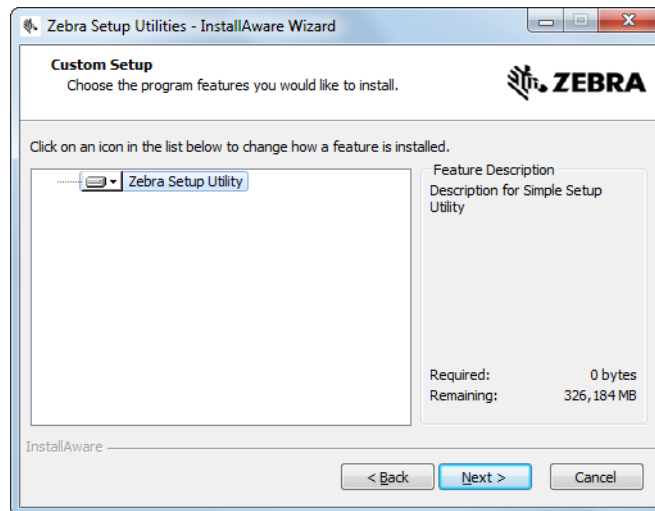 Zebra Setup Utilities - InstallAware Wizard
Custom Setup
Choose the program features you would like to install.
ZEBRA
Click on an icon in the list below to change how a feature is installed.
Zebra Setup Utility
Feature Description
Description for Simple Setup
Utility
Required: 0 bytes
Remaining: 326,184 MB
InstallAware
< Back Next > Cancel